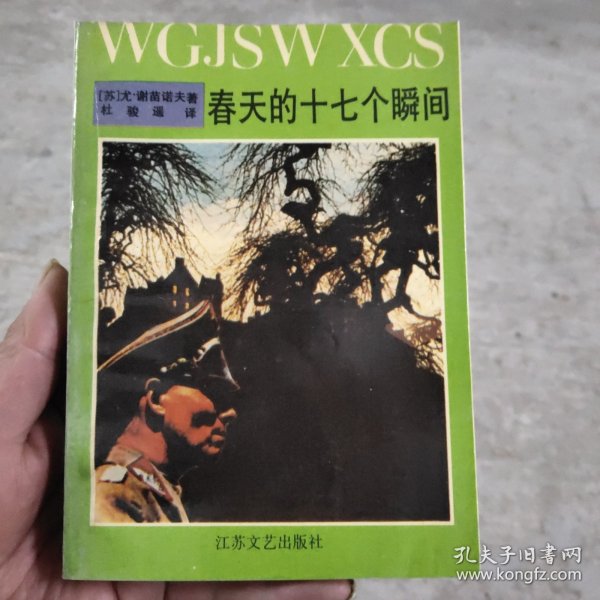 WGJSW XCS
[苏]尤·谢苗诺夫著
杜骏遥译
春天的十七个瞬间
江苏文艺出版社
孔夫子旧书网
www.kongfz.com